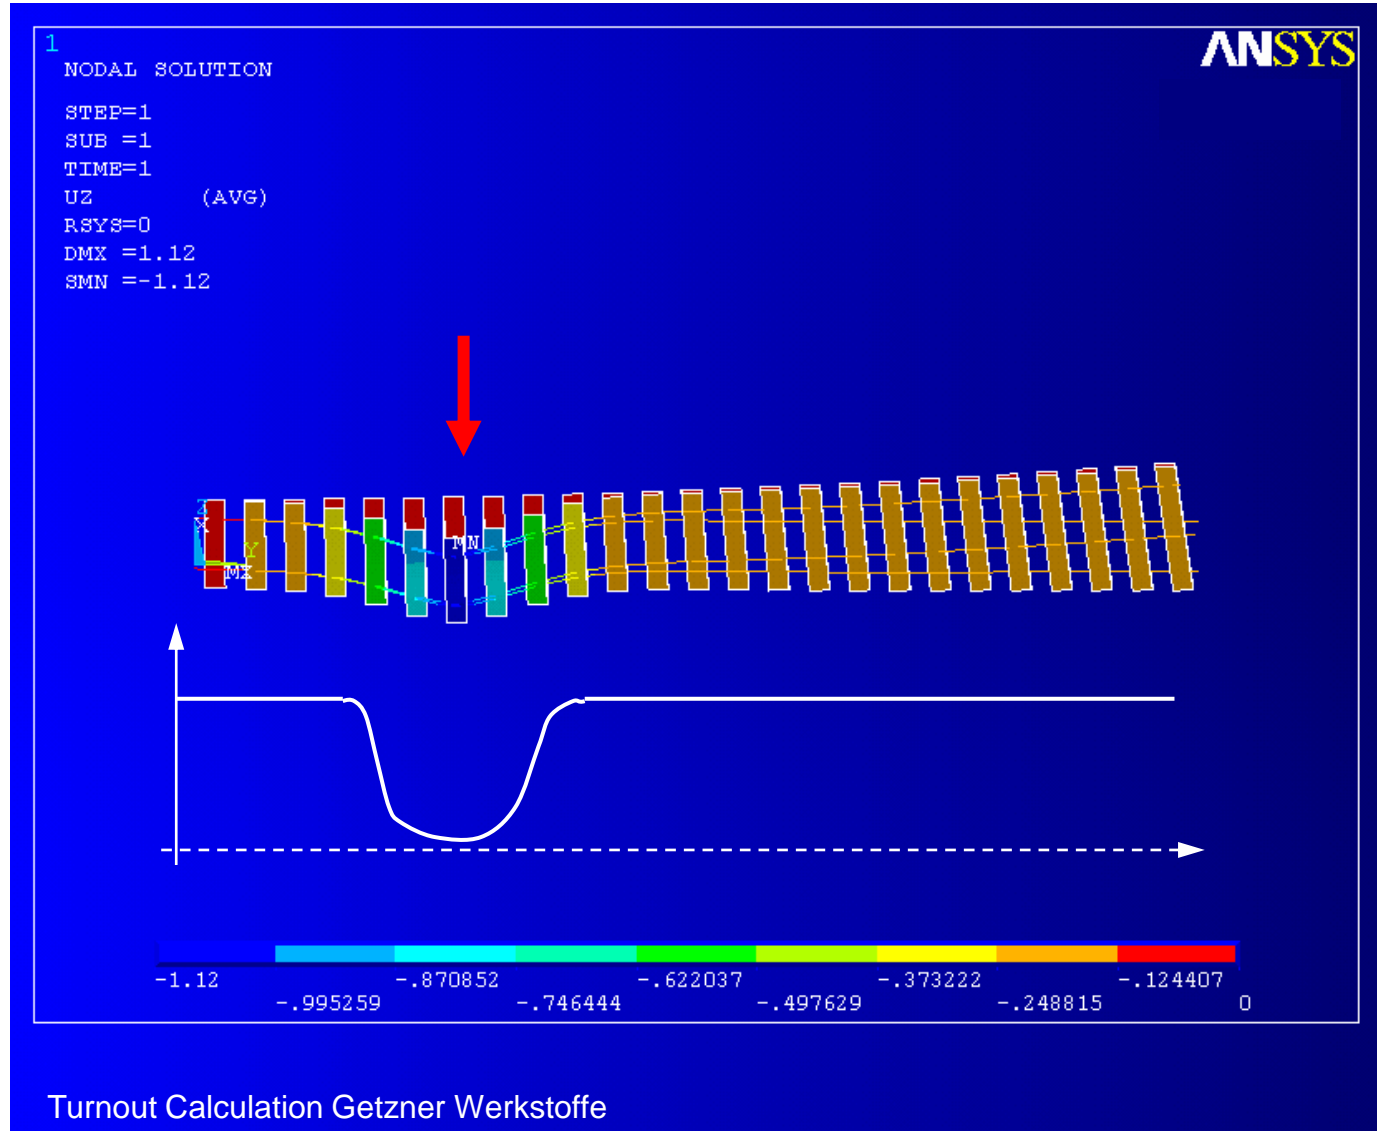 1
ANSYS
NODAL SOLUTION
STEP=1
SUB =1
TIME=1
UZ (AVG)
RSYS=0
DMX =1.12
SMN =-1.12
Z
X
Y
MX
MN
-1.12 -.870852 -.622037 -.373222 -.124407
-.995259 -.746444 -.497629 -.248815 0
Turnout Calculation Getzner Werkstoffe